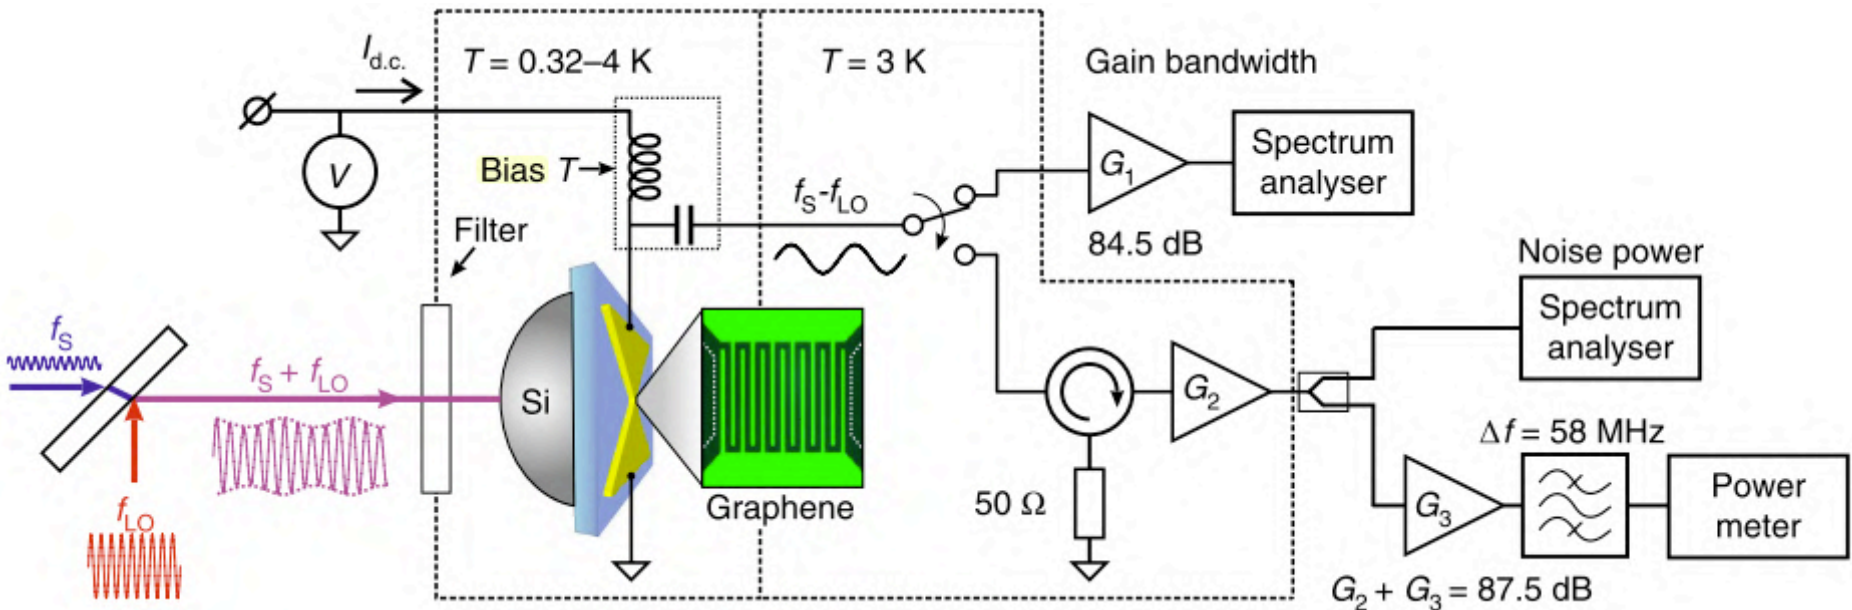 I_d.c.
T = 0.32–4 K
T = 3 K
Gain bandwidth
V
Bias T
f_S-f_LO
G_1
Spectrum
analyser
84.5 dB
Filter
Noise power
Spectrum
analyser
f_S
f_S + f_LO
Si
G_2
f_LO
Graphene
50 Ω
Δf = 58 MHz
G_3
Power
meter
G_2 + G_3 = 87.5 dB